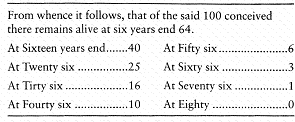 From whence it follows, that of the said 100 conceived
there remains alive at six years end 64.
At Sixteen years end......40 At Fifty six......................6
At Twenty six ...............25 At Sixty six ....................3
At Tirty six....................16 At Seventy six................1
At Fourty six ................10 At Eighty .......................0